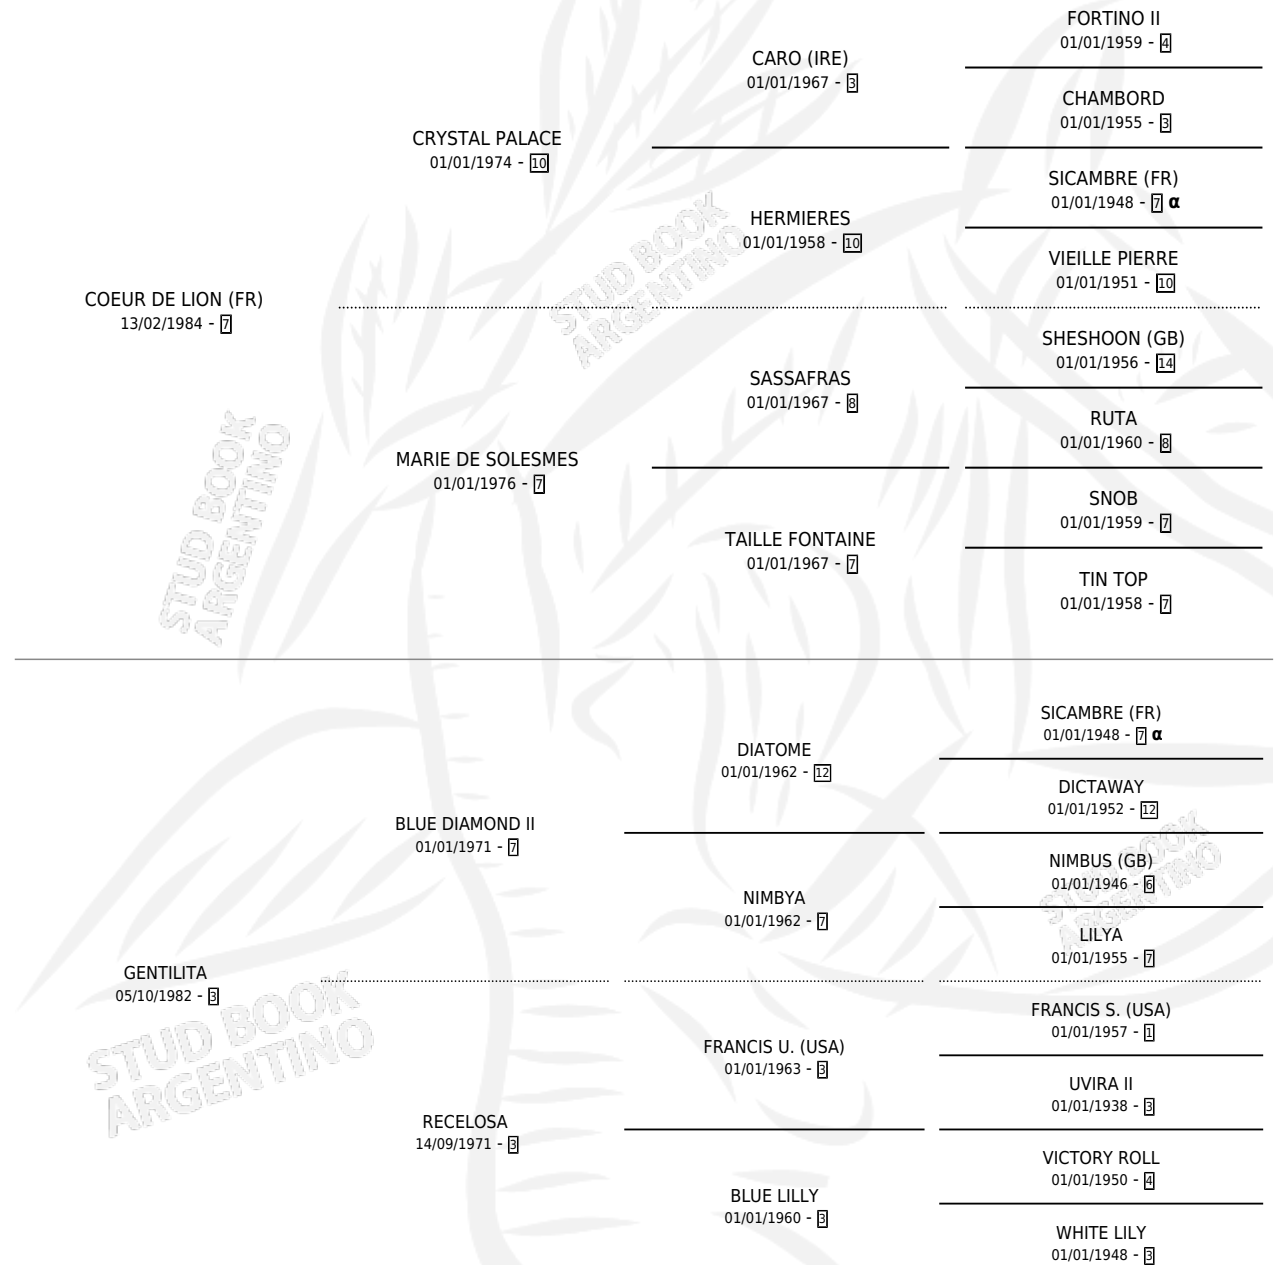 FORTINO II
01/01/1959 - 4
CARO (IRE)
01/01/1967 - 3
CHAMBORD
01/01/1955 - 3
CRYSTAL PALACE
01/01/1974 - 10
SICAMBRE (FR)
01/01/1948 - 7 α
HERMIERES
01/01/1958 - 10
VIEILLE PIERRE
01/01/1951 - 10
COEUR DE LION (FR)
13/02/1984 - 7
SHESHOON (GB)
01/01/1956 - 14
SASSAFRAS
01/01/1967 - 8
RUTA
01/01/1960 - 8
MARIE DE SOLESMES
01/01/1976 - 7
SNOB
01/01/1959 - 7
TAILLE FONTAINE
01/01/1967 - 7
TIN TOP
01/01/1958 - 7
SICAMBRE (FR)
01/01/1948 - 7 α
DIATOME
01/01/1962 - 12
DICTAWAY
01/01/1952 - 12
BLUE DIAMOND II
01/01/1971 - 7
NIMBUS (GB)
01/01/1946 - 6
NIMBYA
01/01/1962 - 7
LILYA
01/01/1955 - 7
GENTILITA
05/10/1982 - 3
FRANCIS S. (USA)
01/01/1957 - 1
FRANCIS U. (USA)
01/01/1963 - 3
UVIRA II
01/01/1938 - 3
RECELOSA
14/09/1971 - 3
VICTORY ROLL
01/01/1950 - 4
BLUE LILLY
01/01/1960 - 3
WHITE LILY
01/01/1948 - 3
STUD BOOK
ARGENTINO
STUD BOOK
ARGENTINO
STUD BOOK
ARGENTINO
STUD BOOK
ARGENTINO